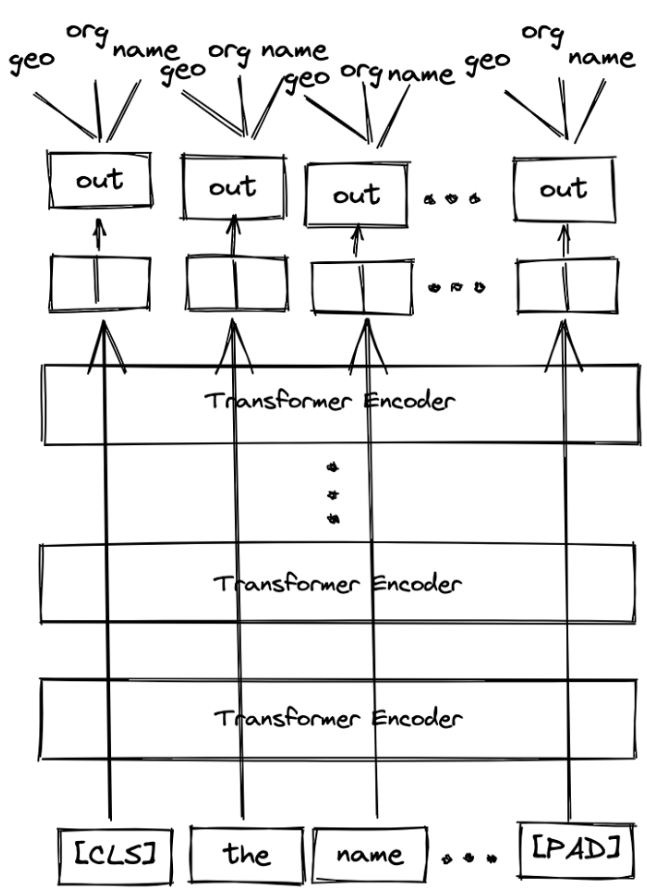 geo org name geo org name geo org name geo org name
out out out out
Transformer Encoder
Transformer Encoder
Transformer Encoder
[CLS] the name [PAD]